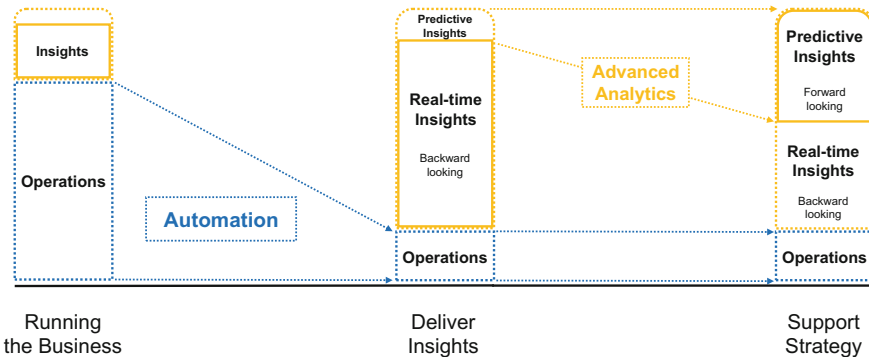 Insights
Operations
Running
the Business
Automation
Predictive
Insights
Real-time
Insights
Backward
looking
Operations
Deliver
Insights
Advanced
Analytics
Predictive
Insights
Forward
looking
Real-time
Insights
Backward
looking
Operations
Support
Strategy